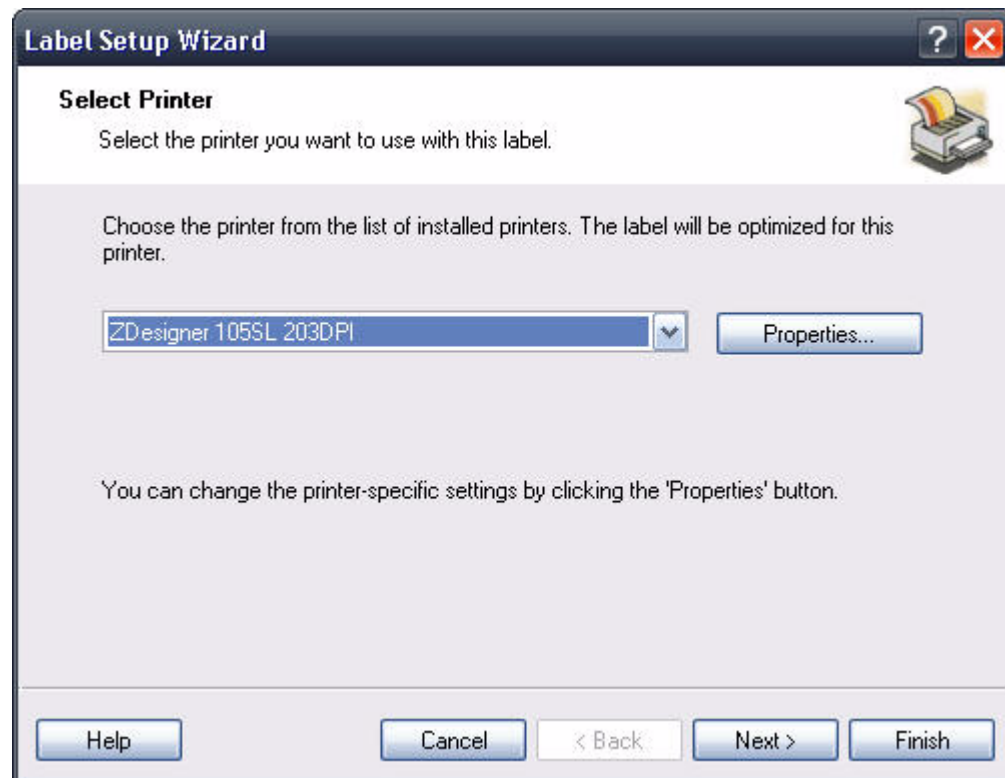 Label Setup Wizard
Select Printer
Select the printer you want to use with this label.
Choose the printer from the list of installed printers. The label will be optimized for this
printer.
ZDesigner 105SL 203DPI
Properties...
You can change the printer-specific settings by clicking the 'Properties' button.
Help
Cancel
< Back
Next >
Finish